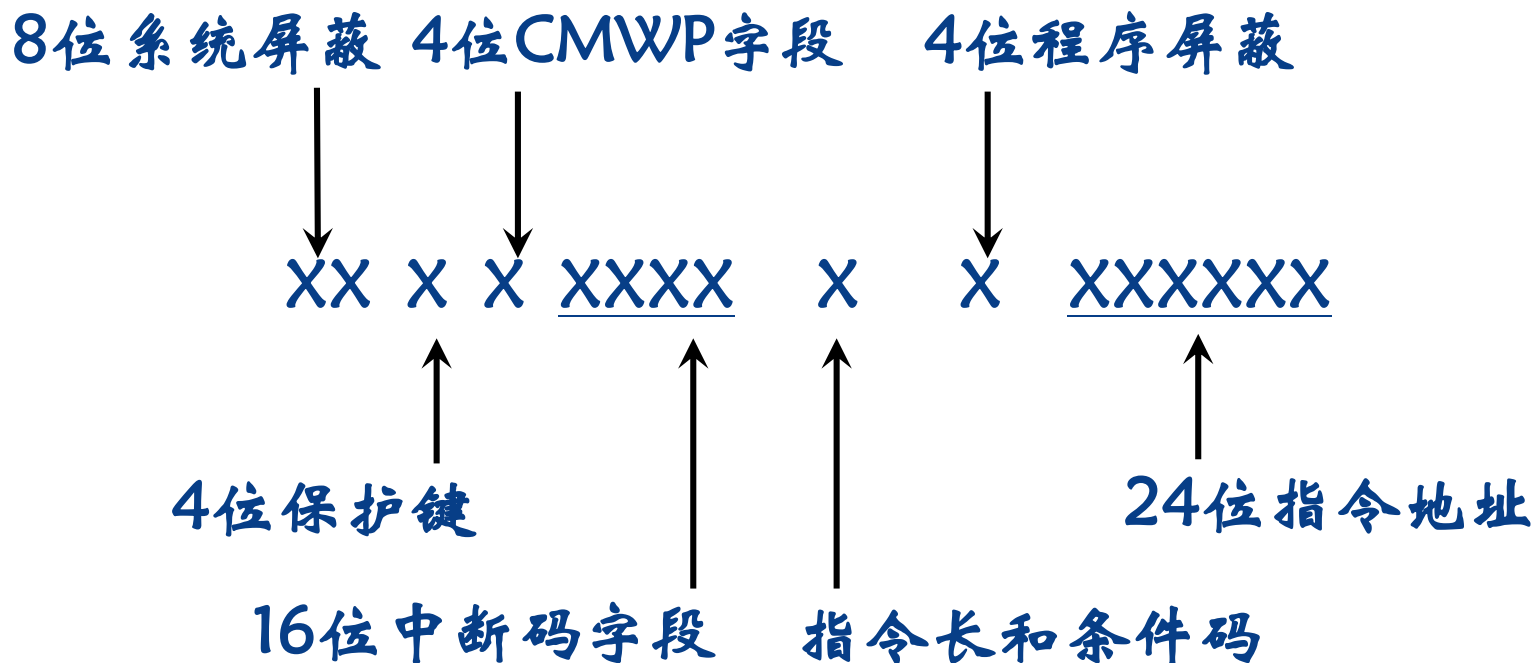 8位系统屏蔽 4位CMWP字段 4位程序屏蔽
XX X X XXXX X X XXXXXX
4位保护键 24位指令地址
16位中断码字段 指令长和条件码